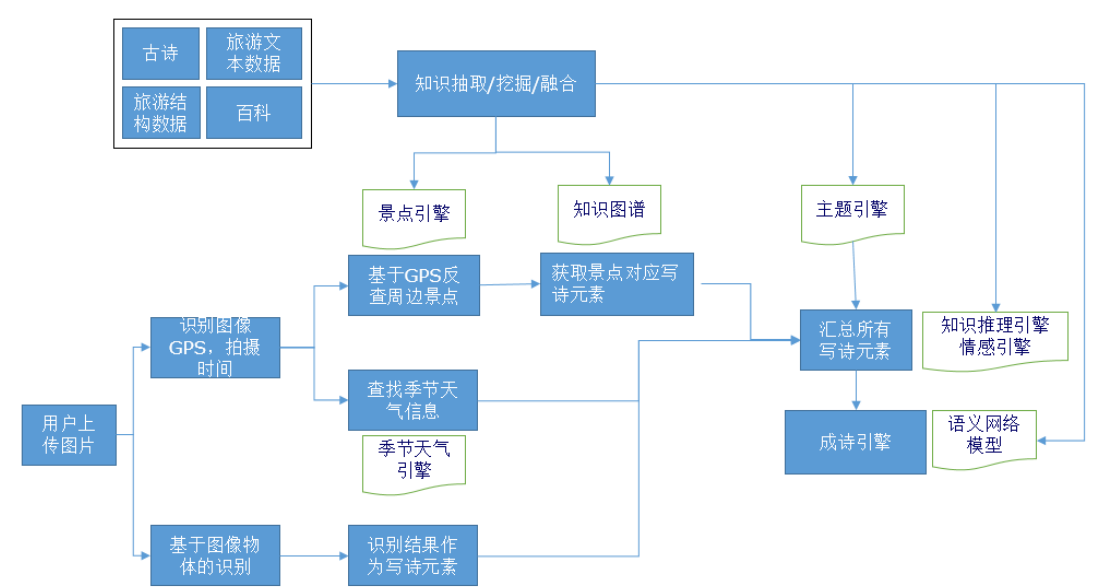 古诗
旅游文
本数据
旅游结
构数据
百科
知识抽取/挖掘/融合
景点引擎
知识图谱
主题引擎
基于GPS反
查周边景点
获取景点对应写
诗元素
识别图像
GPS，拍摄
时间
汇总所有
写诗元素
知识推理引擎
情感引擎
查找季节天
气信息
用户上
传图片
季节天气
引擎
成诗引擎
语义网络
模型
基于图像物
体的识别
识别结果作
为写诗元素